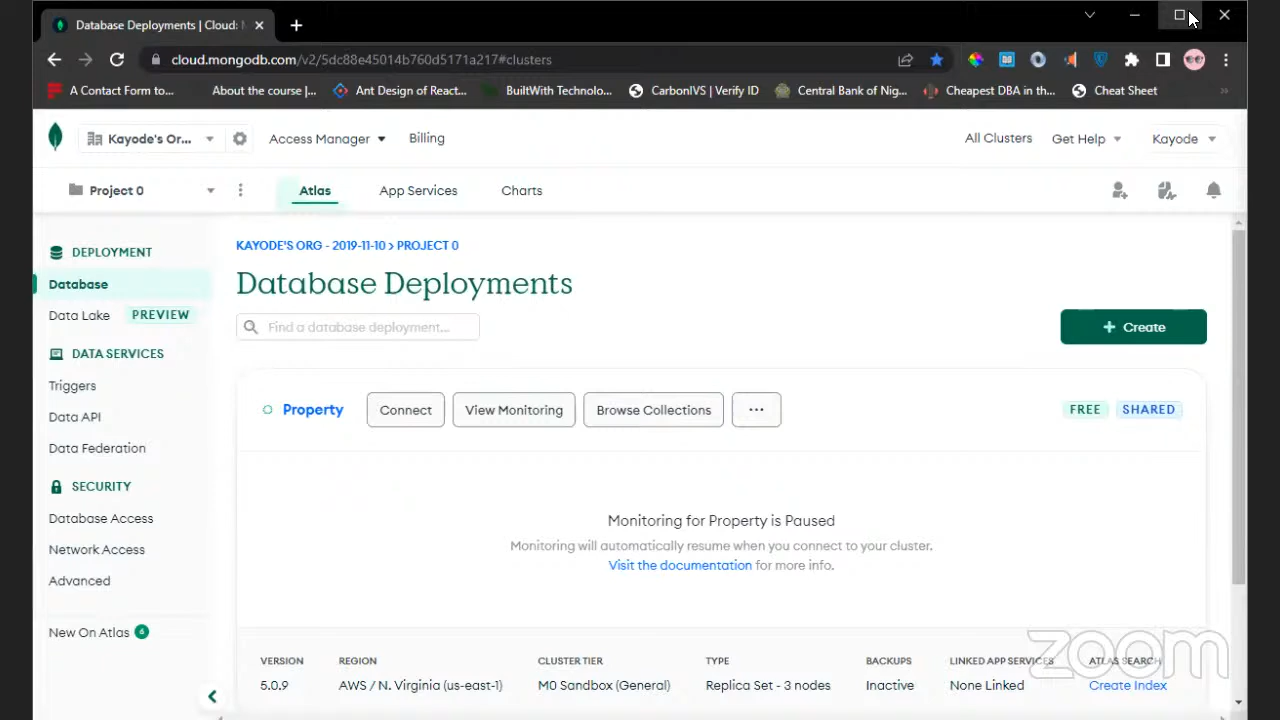 Database Deployments | Cloud: M
cloud.mongodb.com/v2/5dc88e45014b760d5171a217#clusters
A Contact Form to...
About the course |...
Ant Design of React...
BuiltWith Technolo...
CarbonIVS | Verify ID
Central Bank of Nig...
Cheapest DBA in th...
Cheat Sheet
»
Kayode's Or...
Access Manager
Billing
All Clusters
Get Help
Kayode
Project 0
Atlas
App Services
Charts
DEPLOYMENT
Database
Data Lake PREVIEW
DATA SERVICES
Triggers
Data API
Data Federation
SECURITY
Database Access
Network Access
Advanced
New On Atlas 6
KAYODE'S ORG - 2019-11-10 > PROJECT 0
Database Deployments
Find a database deployment...
+ Create
Property
Connect
View Monitoring
Browse Collections
...
FREE
SHARED
Monitoring for Property is Paused
Monitoring will automatically resume when you connect to your cluster.
Visit the documentation for more info.
VERSION REGION CLUSTER TIER TYPE BACKUPS LINKED APP SERVICES ATLAS SEARCH
5.0.9 AWS / N. Virginia (us-east-1) M0 Sandbox (General) Replica Set - 3 nodes Inactive None Linked Create Index
zoom